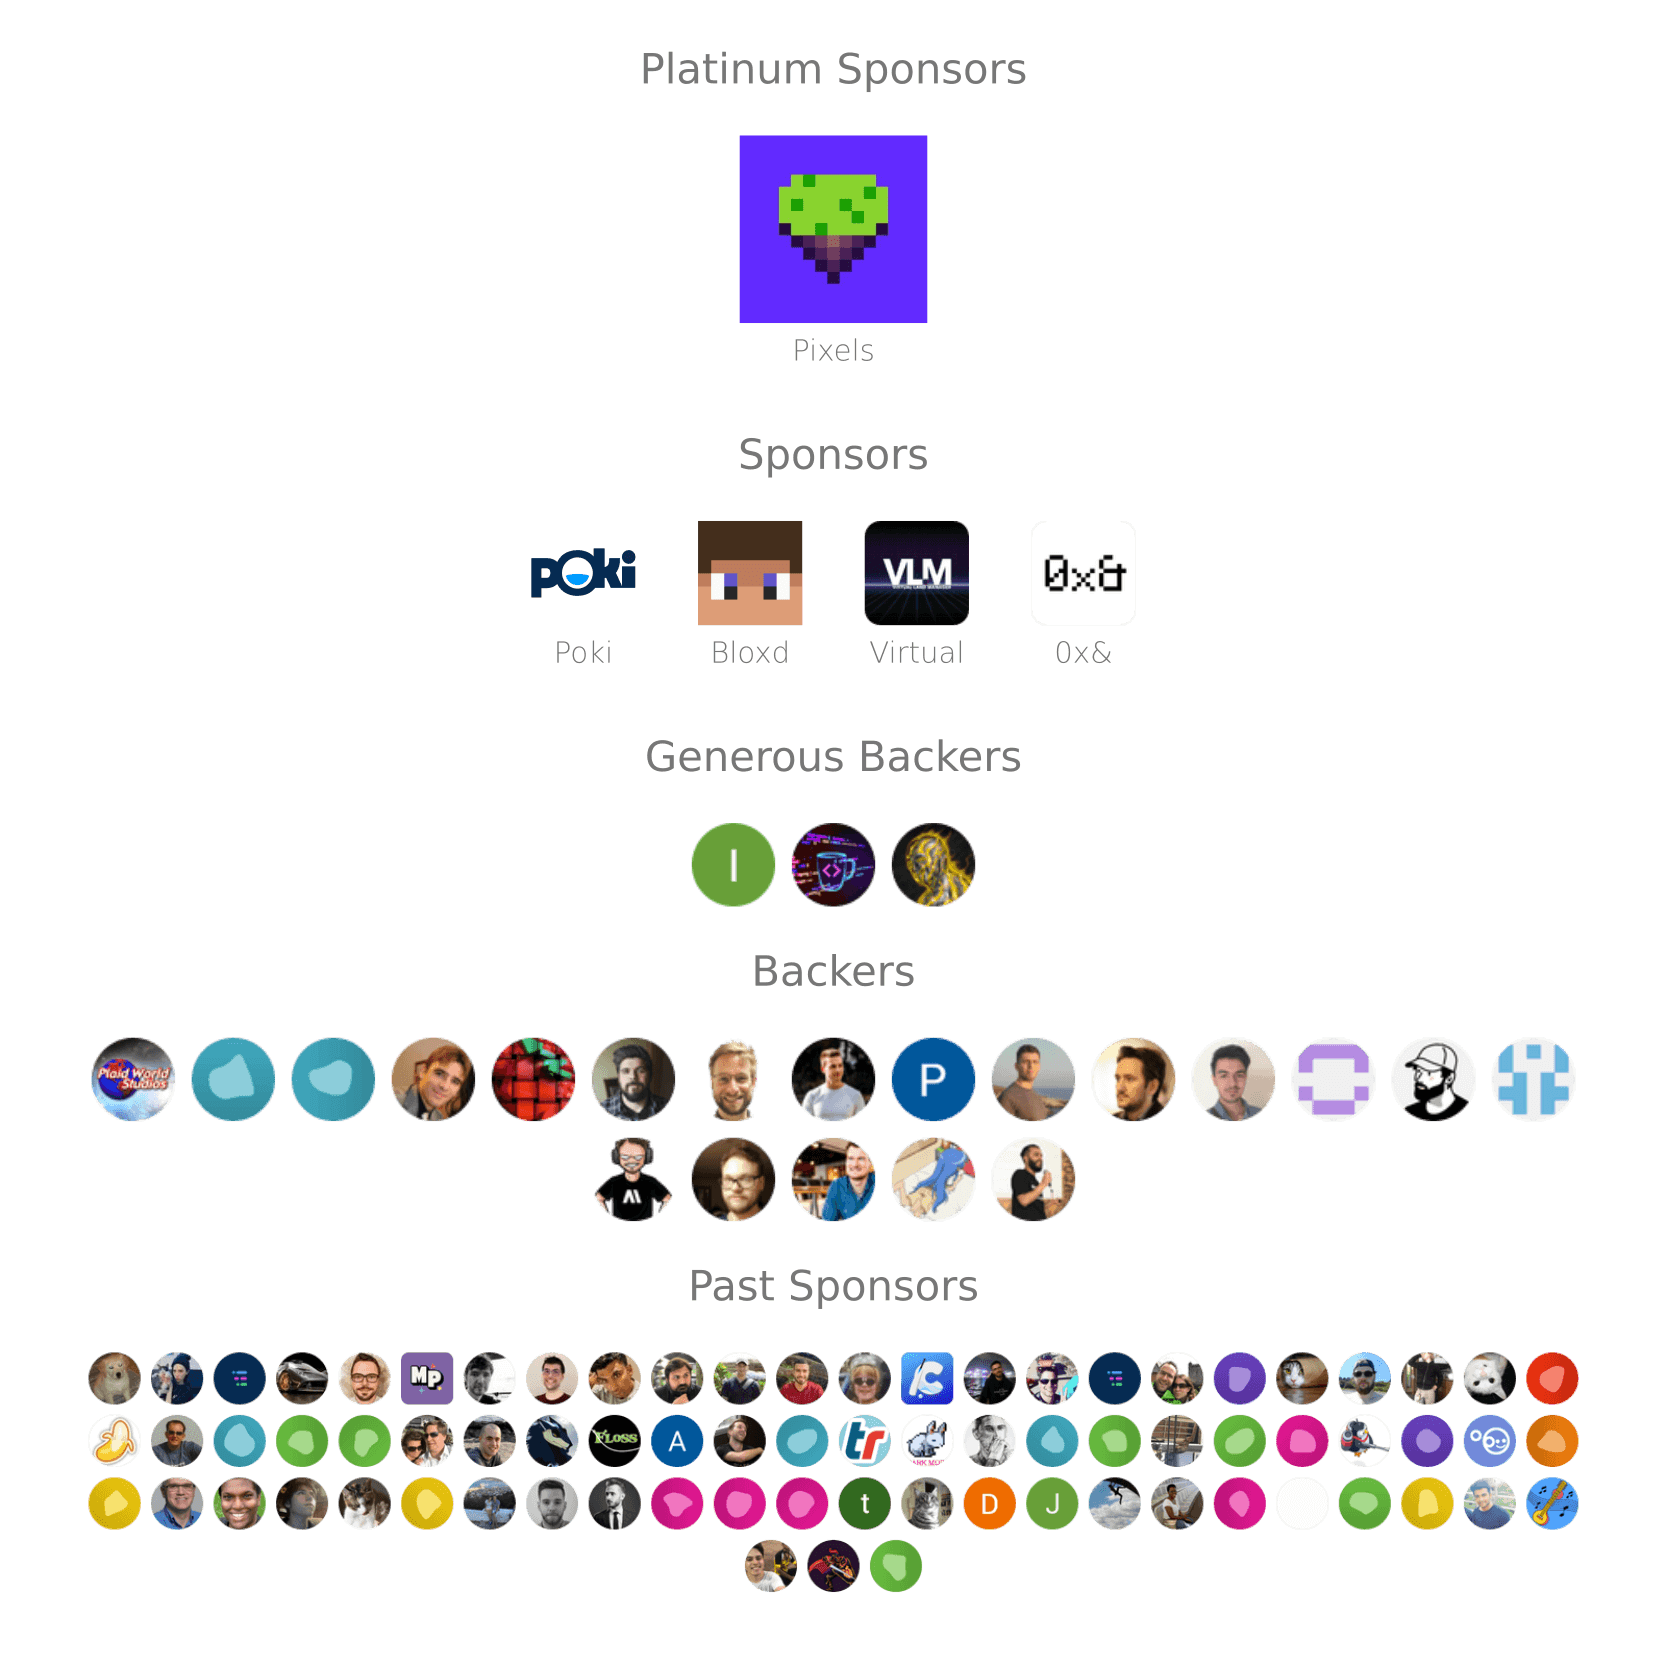 Platinum Sponsors
Pixels
Sponsors
poki
VLM
0x&
Poki Bloxd Virtual 0x&
Generous Backers
I
Backers
Plaid World
Studios
P
Past Sponsors
MP
C
FLOSS
A
tr
t
D
J